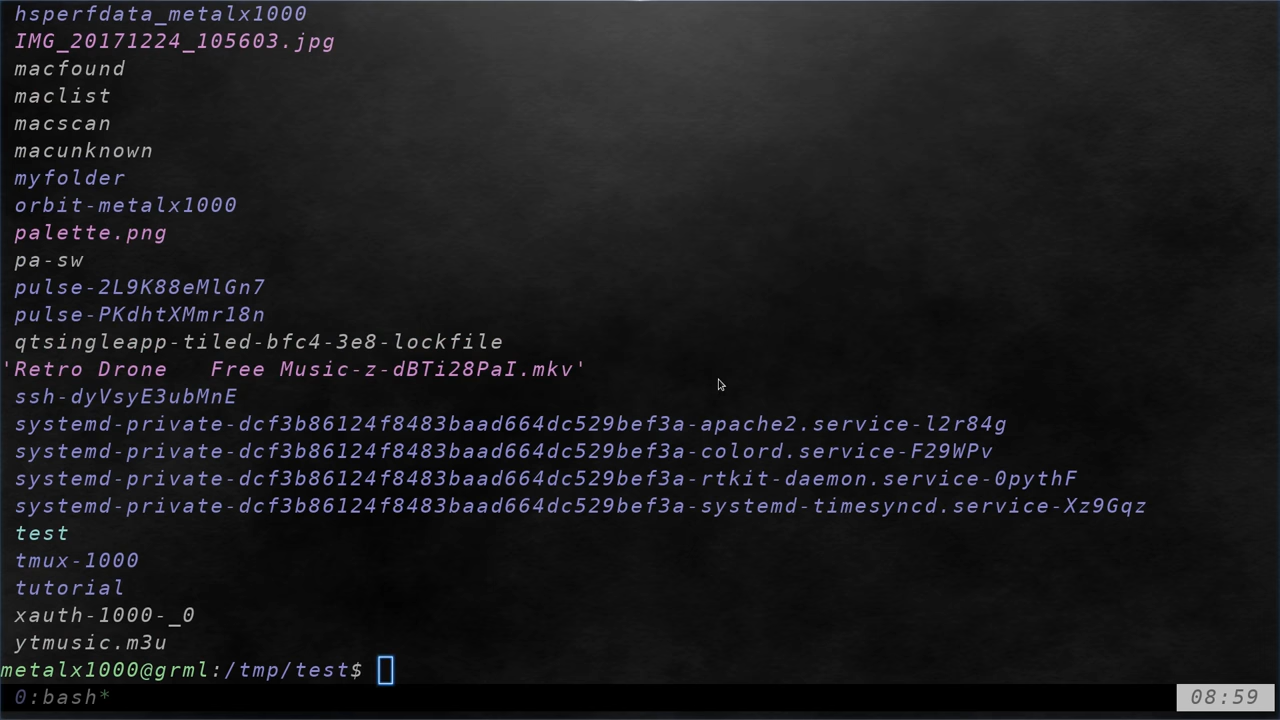 hsperfdata_metalx1000
IMG_20171224_105603.jpg
macfound
maclist
macscan
macunknown
myfolder
orbit-metalx1000
palette.png
pa-sw
pulse-2L9K88eMlGn7
pulse-PKdhtXMmr18n
qtsingleapp-tiled-bfc4-3e8-lockfile
'Retro Drone   Free Music-z-dBTi28PaI.mkv'
ssh-dyVsyE3ubMnE
systemd-private-dcf3b86124f8483baad664dc529bef3a-apache2.service-l2r84g
systemd-private-dcf3b86124f8483baad664dc529bef3a-colord.service-F29WPv
systemd-private-dcf3b86124f8483baad664dc529bef3a-rtkit-daemon.service-0pythF
systemd-private-dcf3b86124f8483baad664dc529bef3a-systemd-timesyncd.service-Xz9Gqz
test
tmux-1000
tutorial
xauth-1000-_0
ytmusic.m3u
metalx1000@grml:/tmp/test$
0:bash* 08:59